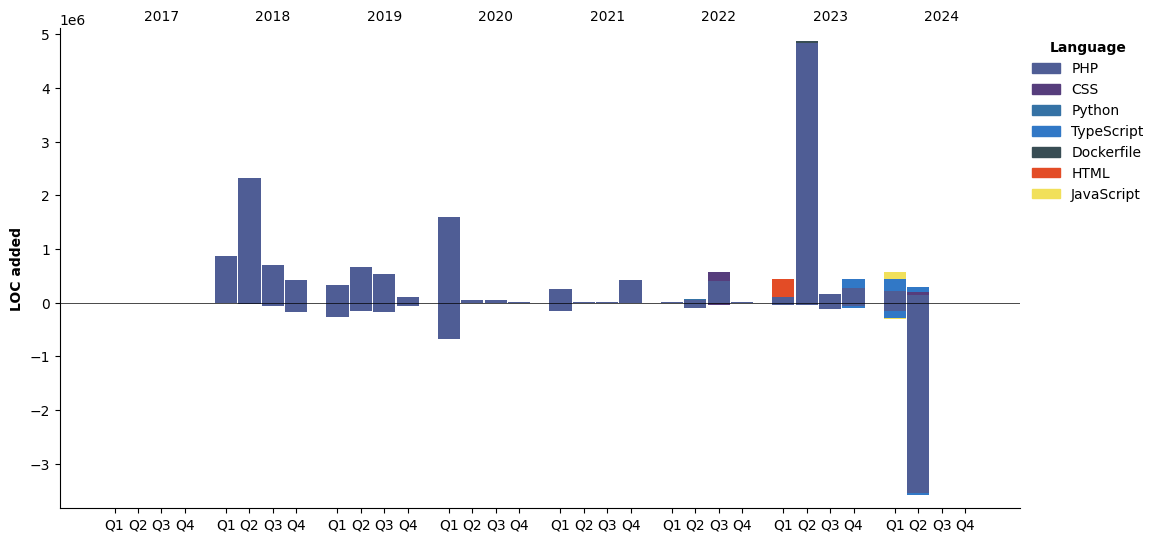 2017 2018 2019 2020 2021 2022 2023 2024
1e6
5
4
3
2
1
0
−1
−2
−3
LOC added
Q1 Q2 Q3 Q4 Q1 Q2 Q3 Q4 Q1 Q2 Q3 Q4 Q1 Q2 Q3 Q4 Q1 Q2 Q3 Q4 Q1 Q2 Q3 Q4 Q1 Q2 Q3 Q4 Q1 Q2 Q3 Q4
Language
PHP
CSS
Python
TypeScript
Dockerfile
HTML
JavaScript